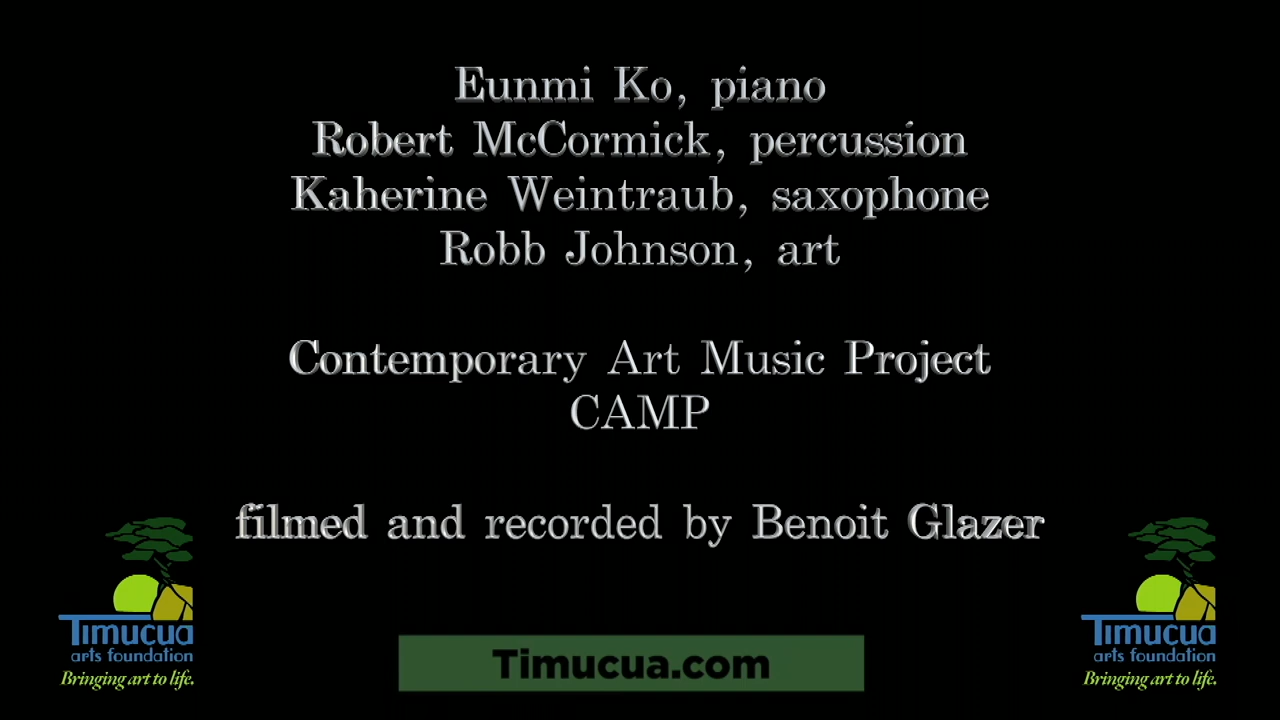 Eunmi Ko, piano
Robert McCormick, percussion
Kaherine Weintraub, saxophone
Robb Johnson, art
Contemporary Art Music Project
CAMP
filmed and recorded by Benoit Glazer
Timucua
arts foundation
Bringing art to life.
Timucua.com
Timucua
arts foundation
Bringing art to life.